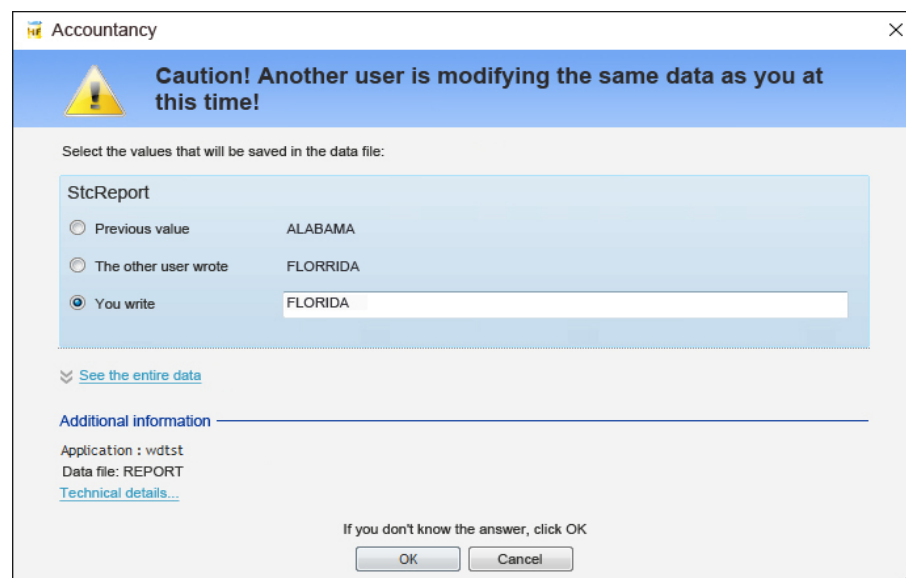 Accountancy
Caution! Another user is modifying the same data as you at
this time!
Select the values that will be saved in the data file:
StcReport
Previous value ALABAMA
The other user wrote FLORRIDA
You write FLORIDA
See the entire data
Additional information
Application : wdtst
Data file: REPORT
Technical details...
If you don't know the answer, click OK
OK Cancel